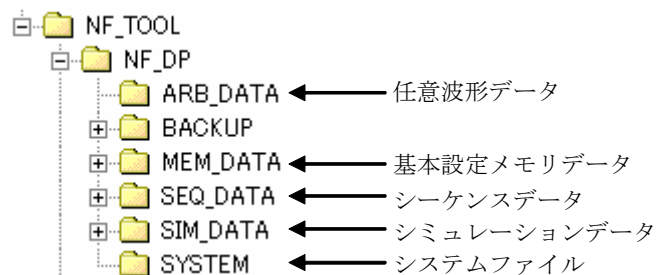 NF_TOOL
NF_DP
ARB_DATA 任意波形データ
BACKUP
MEM_DATA 基本設定メモリデータ
SEQ_DATA シーケンスデータ
SIM_DATA シミュレーションデータ
SYSTEM システムファイル